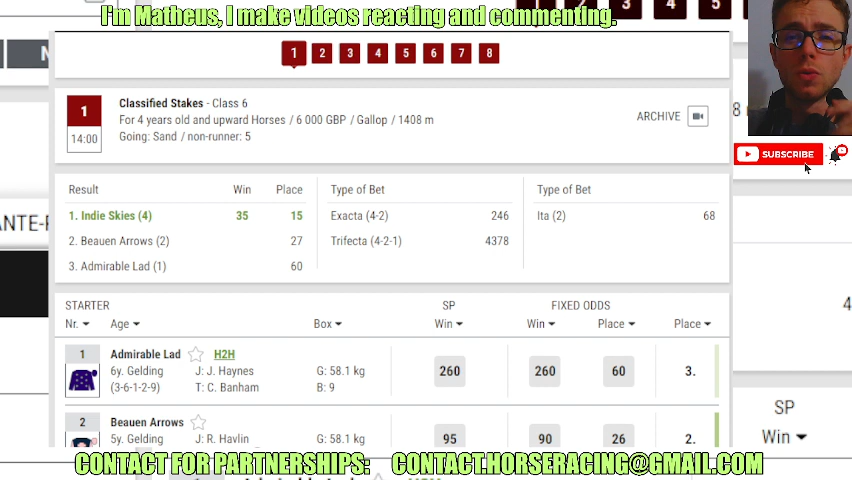 I'm Matheus, I make videos reacting and commenting.
1 2 3 4 5 6 7 8
1
14:00
Classified Stakes - Class 6
For 4 years old and upward Horses / 6 000 GBP / Gallop / 1408 m
Going: Sand / non-runner: 5
ARCHIVE
SUBSCRIBE
Result Win Place Type of Bet Type of Bet
1. Indie Skies (4) 35 15 Exacta (4-2) 246 Ita (2) 68
2. Beauen Arrows (2) 27 Trifecta (4-2-1) 4378
3. Admirable Lad (1) 60
STARTER SP FIXED ODDS
Nr. Age Box Win Win Place Place
1 Admirable Lad H2H
6y. Gelding J: J. Haynes G: 58.1 kg 260 260 60 3.
(3-6-1-2-9) T: C. Banham B: 9
2 Beauen Arrows
5y. Gelding J: R. Havlin G: 58.1 kg 95 90 26 2.
SP
Win
CONTACT FOR PARTNERSHIPS: CONTACT.HORSERACING@GMAIL.COM